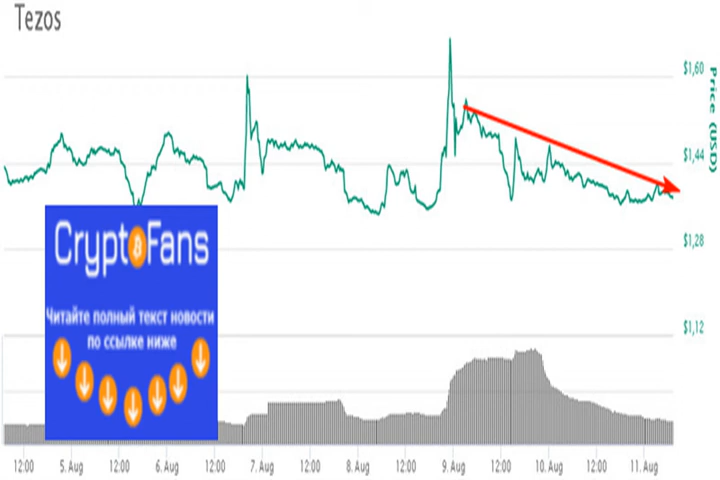 Tezos
$1,60
$1,44
$1,28
$1,12
Price (USD)
CryptoFans
Читайте полный текст новости
по ссылке ниже
12:00
5. Aug
12:00
6. Aug
12:00
7. Aug
12:00
8. Aug
12:00
9. Aug
12:00
10. Aug
12:00
11. Aug